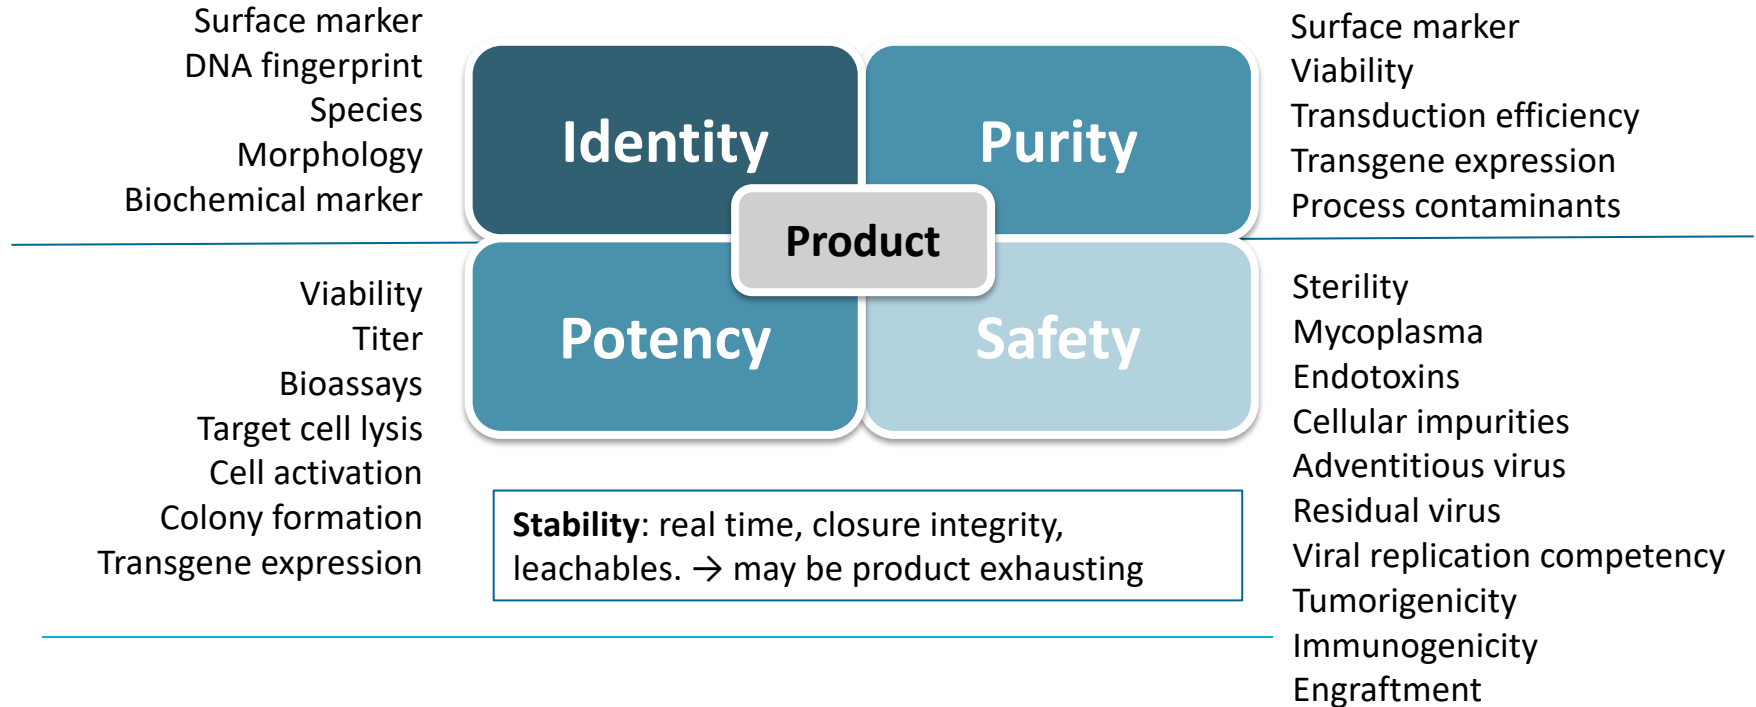 Surface marker
DNA fingerprint
Species
Morphology
Biochemical marker
Identity
Purity
Surface marker
Viability
Transduction efficiency
Transgene expression
Process contaminants
Product
Viability
Titer
Bioassays
Target cell lysis
Cell activation
Colony formation
Transgene expression
Potency
Safety
Sterility
Mycoplasma
Endotoxins
Cellular impurities
Adventitious virus
Residual virus
Viral replication competency
Tumorigenicity
Immunogenicity
Engraftment
Stability: real time, closure integrity,
leachables. → may be product exhausting